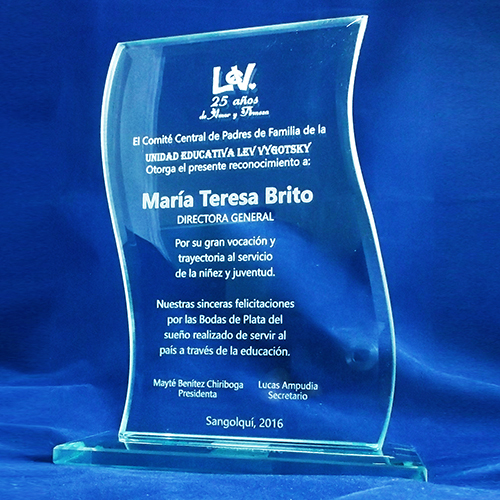 LEV
25 años
de Amor y Firmeza
El Comité Central de Padres de Familia de la
UNIDAD EDUCATIVA LEV VYGOTSKY
Otorga el presente reconocimiento a:
María Teresa Brito
DIRECTORA GENERAL
Por su gran vocación y
trayectoria al servicio
de la niñez y juventud.
Nuestras sinceras felicitaciones
por las Bodas de Plata del
sueño realizado de servir al
país a través de la educación.
Mayté Benítez Chiriboga Lucas Ampudia
Presidenta Secretario
Sangolquí, 2016